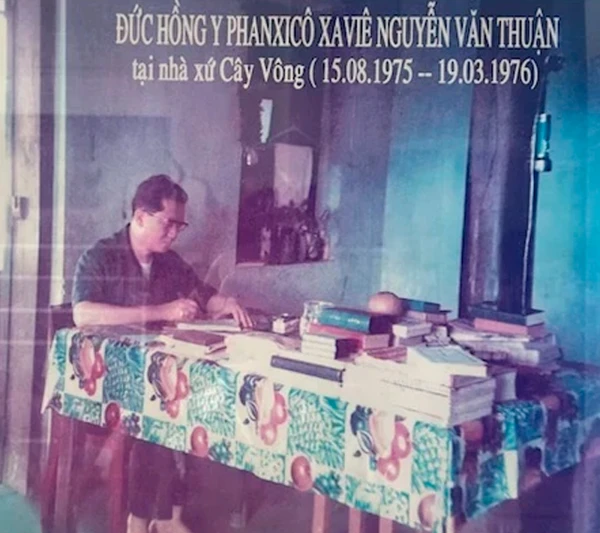 ĐỨC HỒNG Y PHANXICÔ XAVIÊ NGUYỄN VĂN THUẬN
tại nhà xứ Cây Vông ( 15.08.1975 -- 19.03.1976)